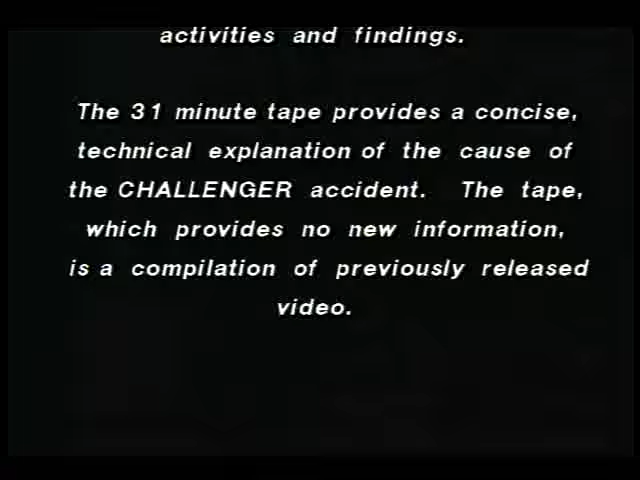 activities and findings.
The 31 minute tape provides a concise,
technical explanation of the cause of
the CHALLENGER accident. The tape,
which provides no new information,
is a compilation of previously released
video.